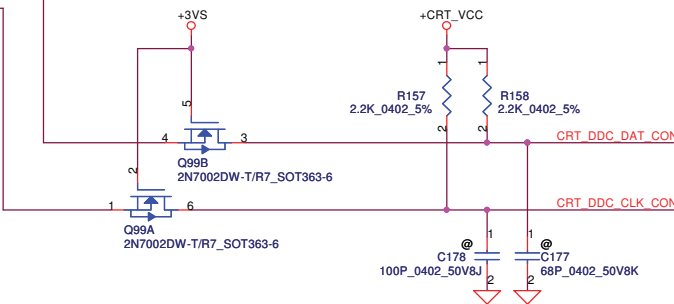 +3VS
+CRT_VCC
1
1
5
R157
2.2K_0402_5%
R158
2.2K_0402_5%
2
2
4
3
CRT_DDC_DAT_CON
Q99B
2N7002DW-T/R7_SOT363-6
2
1
6
CRT_DDC_CLK_CON
Q99A
2N7002DW-T/R7_SOT363-6
1
1
@
@
C178
100P_0402_50V8J
C177
68P_0402_50V8K
2
2